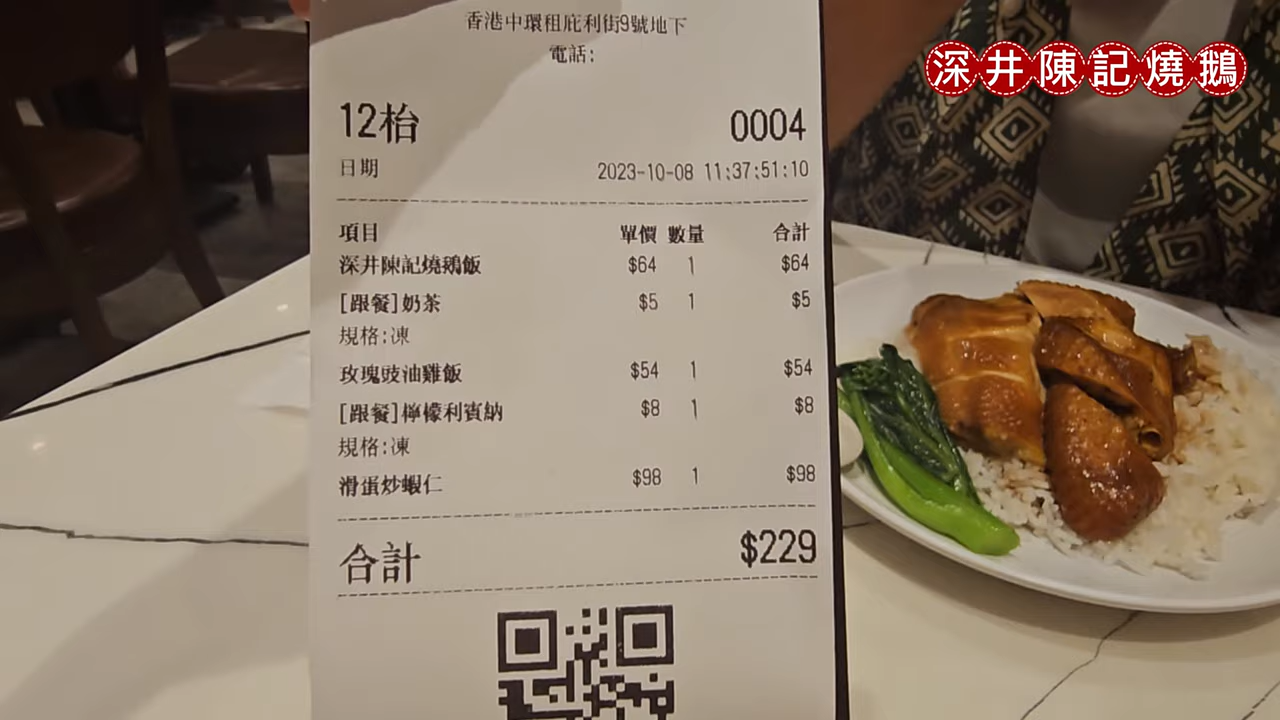 香港中環租庇利街9號地下
電話:
深井陳記燒鵝
12枱 0004
日期 2023-10-08 11:37:51:10
項目 單價 數量 合計
深井陳記燒鵝飯 $64 1 $64
[跟餐]奶茶 $5 1 $5
規格:凍
玫瑰豉油雞飯 $54 1 $54
[跟餐]檸檬利賓納 $8 1 $8
規格:凍
滑蛋炒蝦仁 $98 1 $98
合計 $229